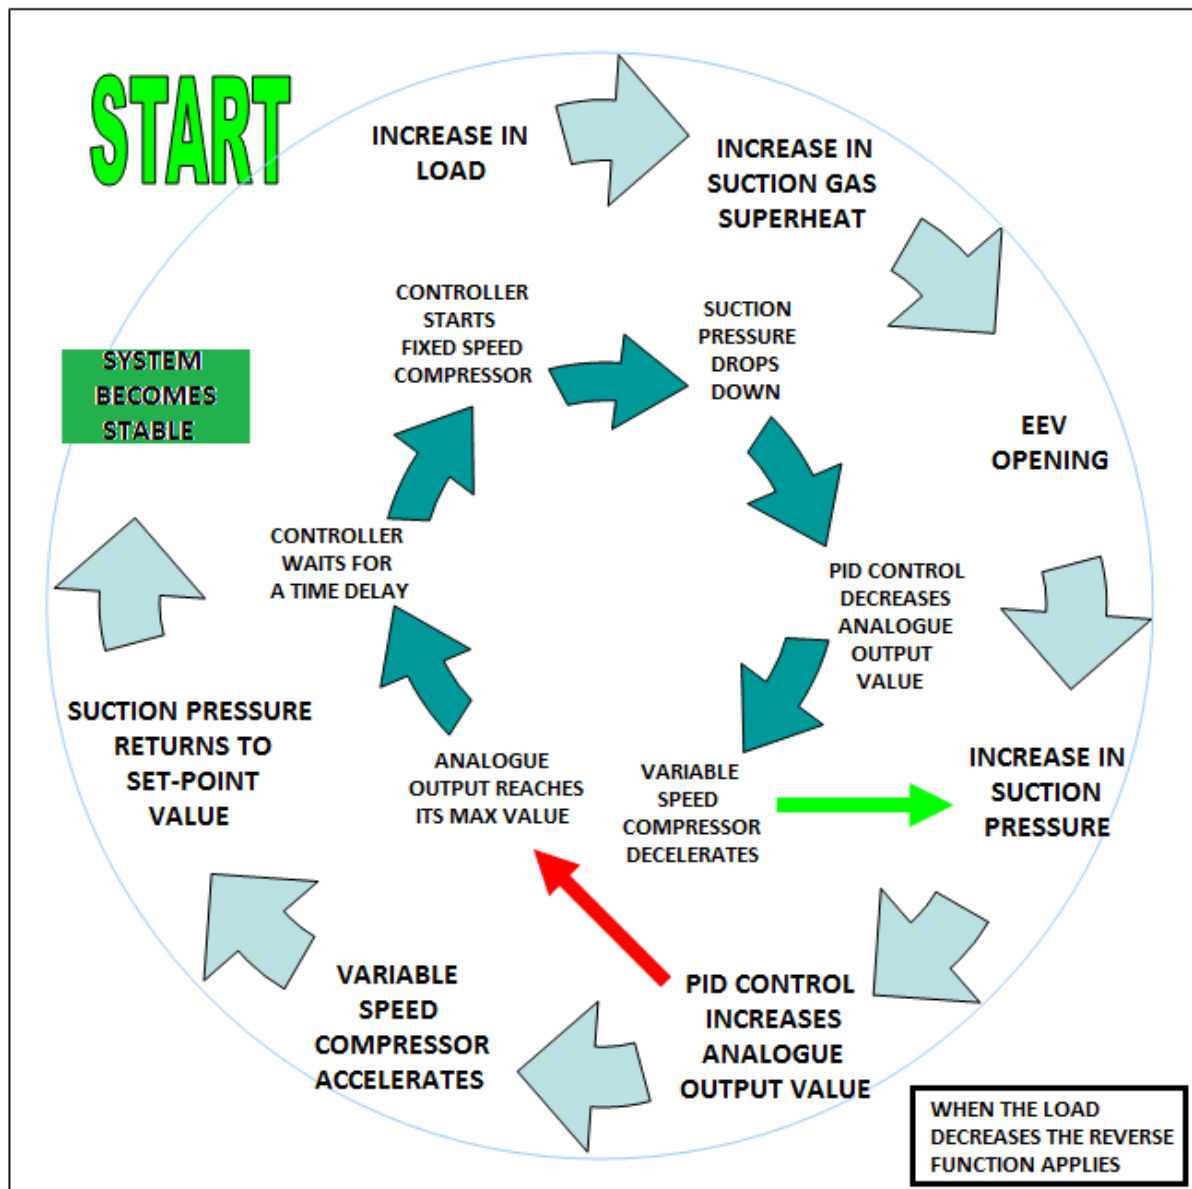 START
INCREASE IN
LOAD
INCREASE IN
SUCTION GAS
SUPERHEAT
EEV
OPENING
INCREASE IN
SUCTION
PRESSURE
PID CONTROL
INCREASES
ANALOGUE
OUTPUT VALUE
VARIABLE
SPEED
COMPRESSOR
ACCELERATES
SUCTION PRESSURE
RETURNS TO
SET-POINT
VALUE
SYSTEM
BECOMES
STABLE
ANALOGUE
OUTPUT REACHES
ITS MAX VALUE
CONTROLLER
WAITS FOR
A TIME DELAY
CONTROLLER
STARTS
FIXED SPEED
COMPRESSOR
SUCTION
PRESSURE
DROPS
DOWN
PID CONTROL
DECREASES
ANALOGUE
OUTPUT
VALUE
VARIABLE
SPEED
COMPRESSOR
DECELERATES
WHEN THE LOAD
DECREASES THE REVERSE
FUNCTION APPLIES